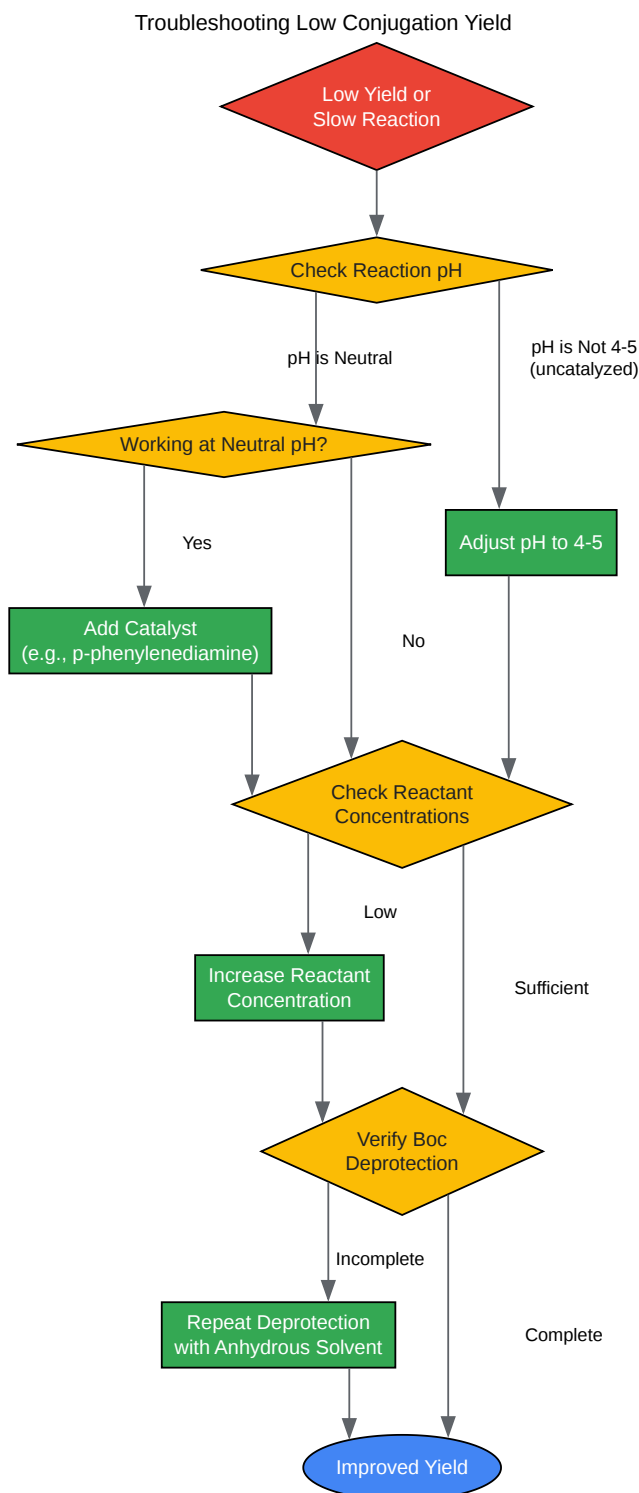 Troubleshooting Low Conjugation Yield
Low Yield or
Slow Reaction
Check Reaction pH
pH is Neutral
pH is Not 4-5
(uncatalyzed)
Working at Neutral pH?
Yes
Adjust pH to 4-5
Add Catalyst
(e.g., p-phenylenediamine)
No
Check Reactant
Concentrations
Low
Increase Reactant
Concentration
Sufficient
Verify Boc
Deprotection
Incomplete
Repeat Deprotection
with Anhydrous Solvent
Complete
Improved Yield